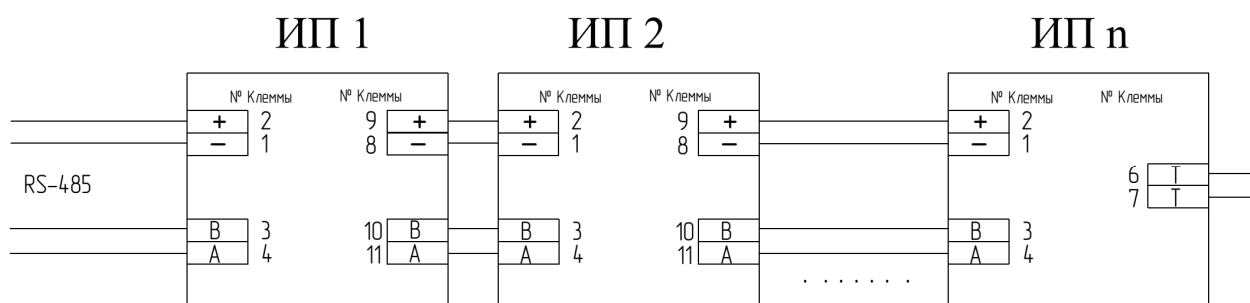 ИП 1 ИП 2 ИП n
№ Клеммы № Клеммы № Клеммы № Клеммы № Клеммы № Клеммы
+ 2 9 + + 2 9 + + 2
− 1 8 − − 1 8 − − 1
6 T
RS-485
7 T
B 3 10 B B 3 10 B B 3
A 4 11 A A 4 11 A A 4
. . . . . . .